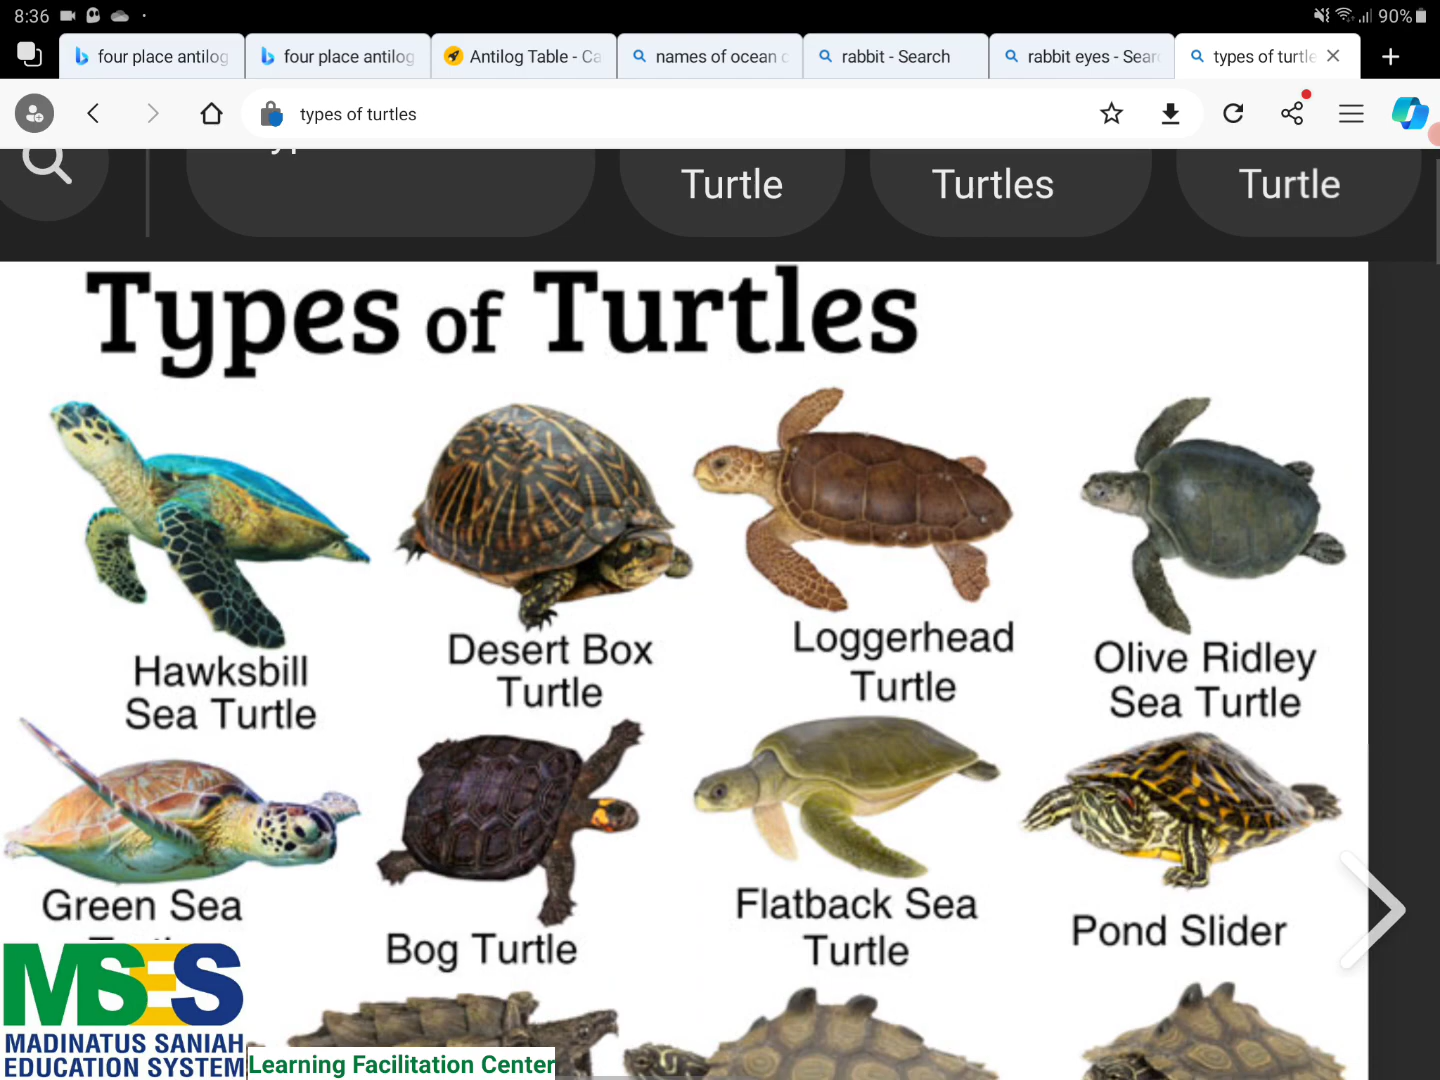 8:36
90%
four place antilog
four place antilog
Antilog Table - Ca
names of ocean c
rabbit - Search
rabbit eyes - Sear
types of turtle
types of turtles
Turtle
Turtles
Turtle
Types of Turtles
Hawksbill
Sea Turtle
Desert Box
Turtle
Loggerhead
Turtle
Olive Ridley
Sea Turtle
Green Sea
Bog Turtle
Flatback Sea
Turtle
Pond Slider
MSES
MADINATUS SANIAH
EDUCATION SYSTEM
Learning Facilitation Center